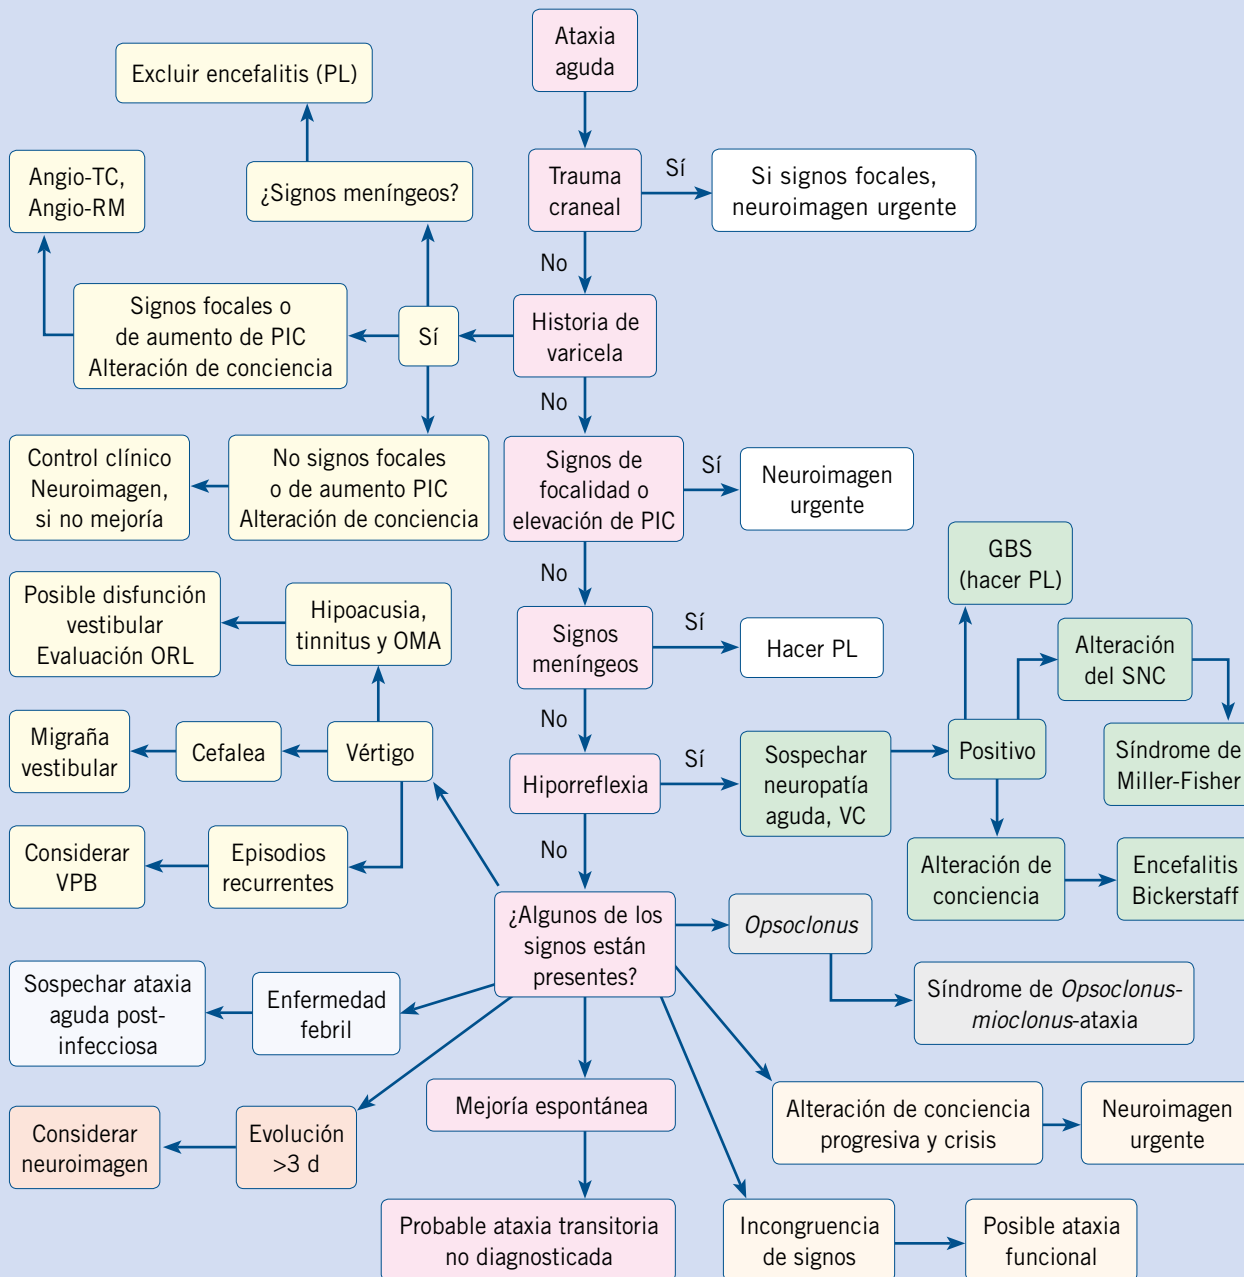 Ataxia
aguda
Excluir encefalitis (PL)
Angio-TC,
Angio-RM
¿Signos meníngeos?
Trauma
craneal
Sí
Si signos focales,
neuroimagen urgente
No
Signos focales o
de aumento de PIC
Alteración de conciencia
Sí
Historia de
varicela
No
Control clínico
Neuroimagen,
si no mejoría
No signos focales
o de aumento PIC
Alteración de conciencia
Signos de
focalidad o
elevación de PIC
Sí
Neuroimagen
urgente
No
GBS
(hacer PL)
Posible disfunción
vestibular
Evaluación ORL
Hipoacusia,
tinnitus y OMA
Signos
meníngeos
Sí
Hacer PL
Alteración
del SNC
No
Migraña
vestibular
Cefalea
Vértigo
Hiporreflexia
Sí
Sospechar
neuropatía
aguda, VC
Positivo
Síndrome de
Miller-Fisher
No
Considerar
VPB
Episodios
recurrentes
Alteración de
conciencia
Encefalitis
Bickerstaff
¿Algunos de los
signos están
presentes?
Opsoclonus
Síndrome de Opsoclonus-
mioclonus-ataxia
Sospechar ataxia
aguda post-
infecciosa
Enfermedad
febril
Mejoría espontánea
Alteración de conciencia
progresiva y crisis
Neuroimagen
urgente
Considerar
neuroimagen
Evolución
>3 d
Probable ataxia transitoria
no diagnosticada
Incongruencia
de signos
Posible ataxia
funcional